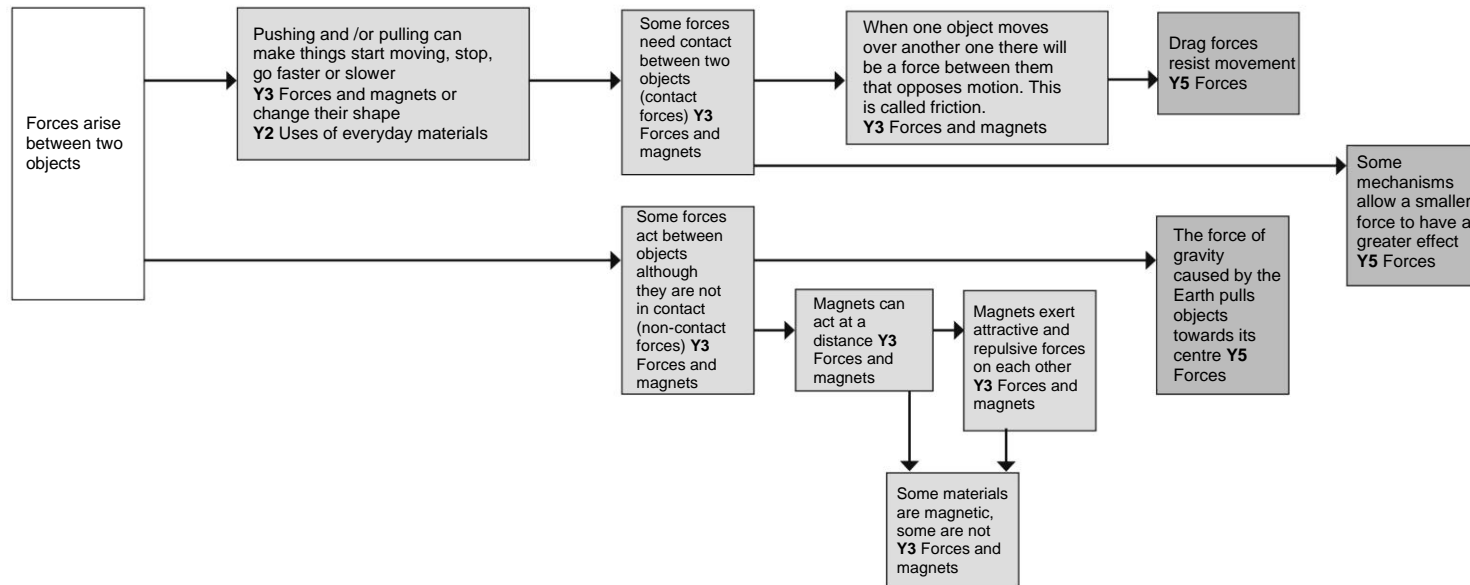 Forces arise
between two
objects
Pushing and /or pulling can
make things start moving, stop,
go faster or slower
Y3 Forces and magnets or
change their shape
Y2 Uses of everyday materials
Some forces
need contact
between two
objects
(contact
forces) Y3
Forces and
magnets
When one object moves
over another one there will
be a force between them
that opposes motion. This
is called friction.
Y3 Forces and magnets
Drag forces
resist movement
Y5 Forces
Some
mechanisms
allow a smaller
force to have a
greater effect
Y5 Forces
Some forces
act between
objects
although
they are not
in contact
(non-contact
forces) Y3
Forces and
magnets
Magnets can
act at a
distance Y3
Forces and
magnets
Magnets exert
attractive and
repulsive forces
on each other
Y3 Forces and
magnets
The force of
gravity
caused by the
Earth pulls
objects
towards its
centre Y5
Forces
Some materials
are magnetic,
some are not
Y3 Forces and
magnets